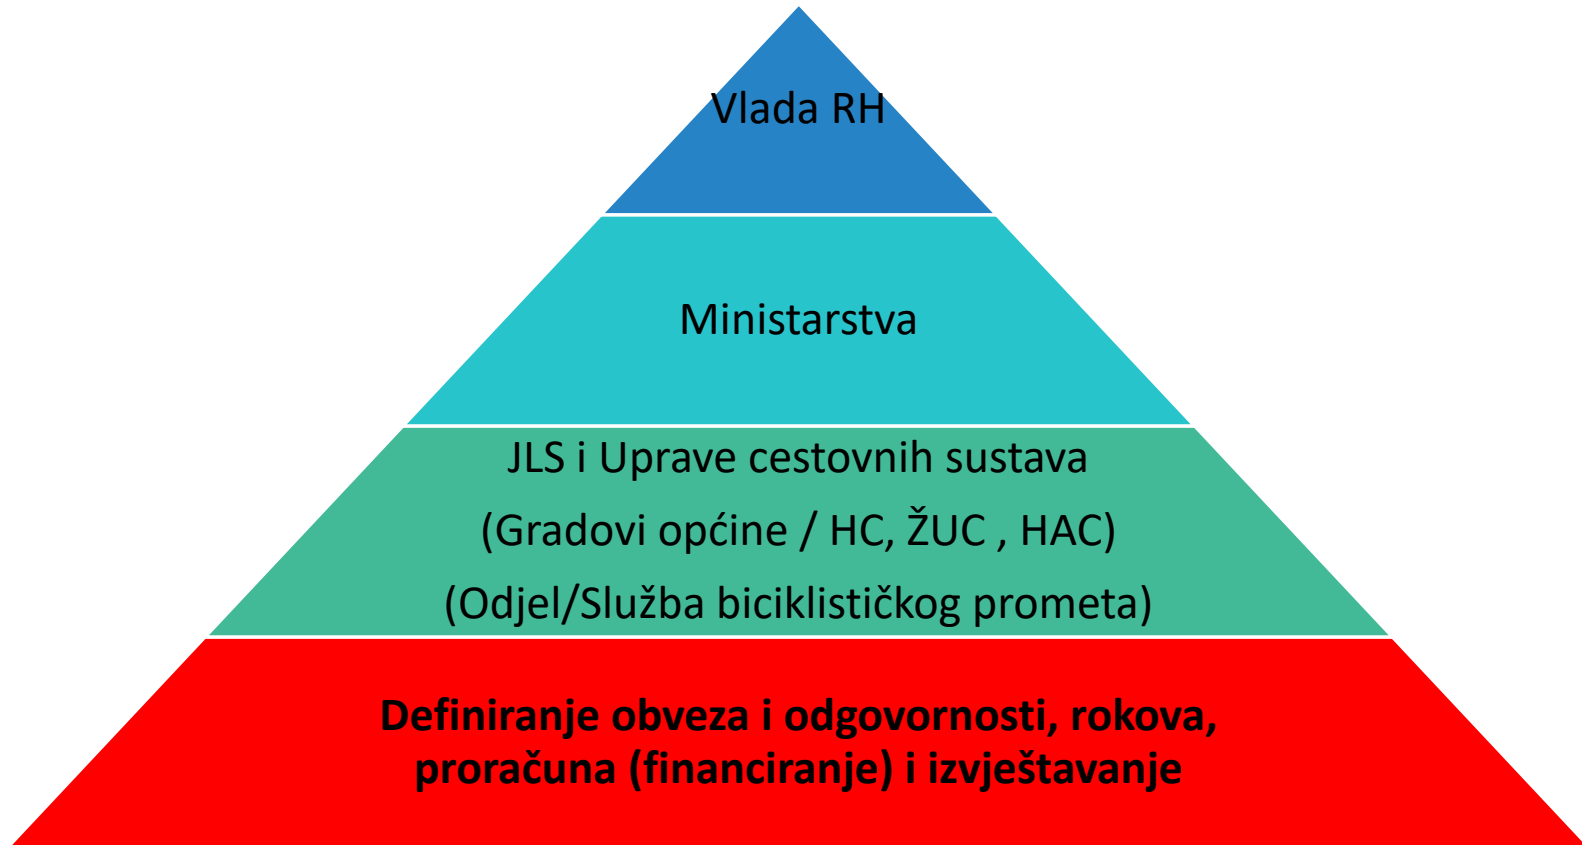 Vlada RH
Ministarstva
JLS i Uprave cestovnih sustava
(Gradovi općine / HC, ŽUC , HAC)
(Odjel/Služba biciklističkog prometa)
Definiranje obveza i odgovornosti, rokova,
proračuna (financiranje) i izvještavanje